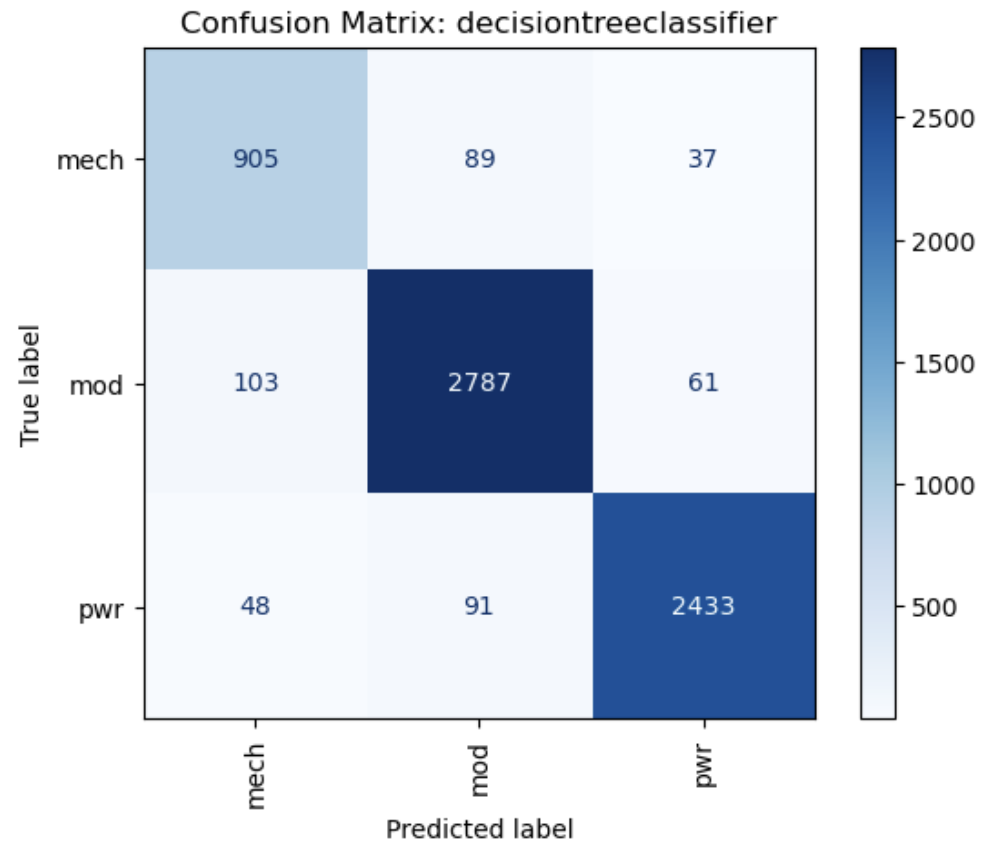 Confusion Matrix: decisiontreeclassifier
True label
mech
905
89
37
mod
103
2787
61
pwr
48
91
2433
mech
mod
pwr
Predicted label
2500
2000
1500
1000
500